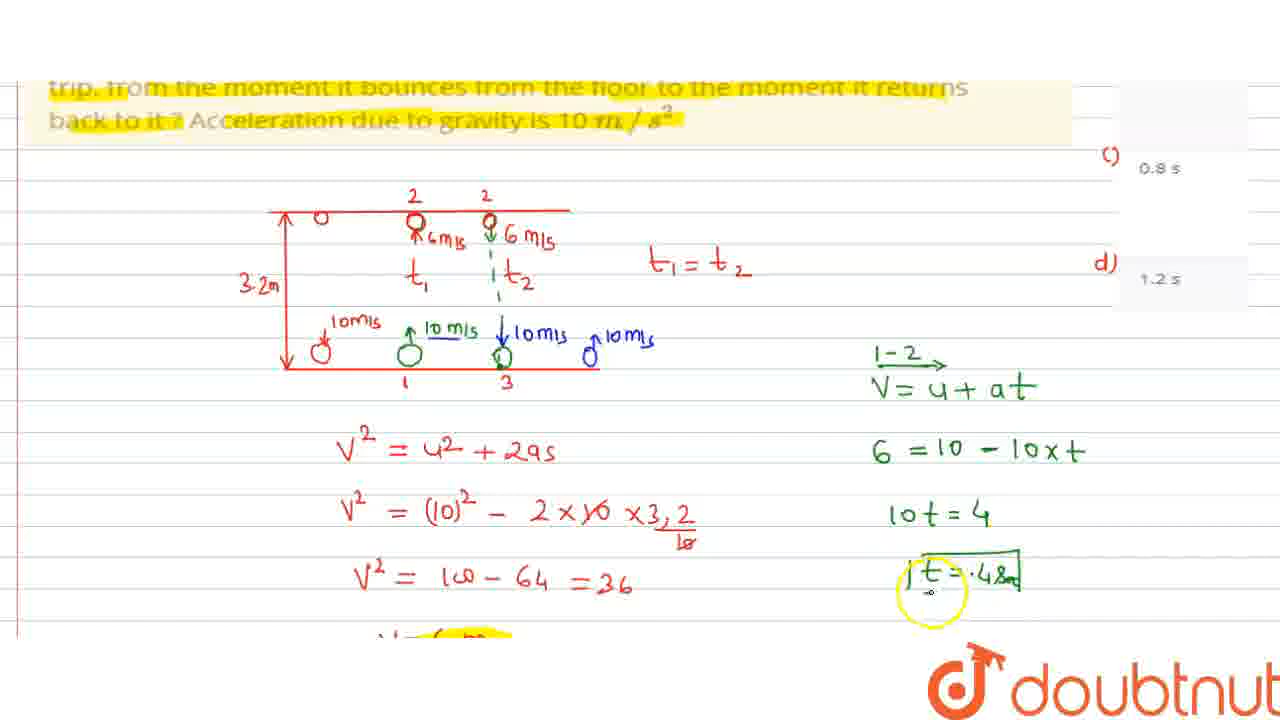 trip, from the moment it bounces from the floor to the moment it returns
back to it ? Acceleration due to gravity is 10 m/s²
c)
0.8 s
d)
1.2 s
2 2
6m/s 6 m/s
3.2m
t₁ t₂
t₁ = t₂
10m/s 10 m/s 10m/s 10m/s
1 3
V² = u² + 2as
V² = (10)² - 2 × 10 × 3,2
10
V² = 100 - 64 = 36
1-2
V = u + at
6 = 10 - 10×t
10t = 4
t = .4 sec
doubtnut